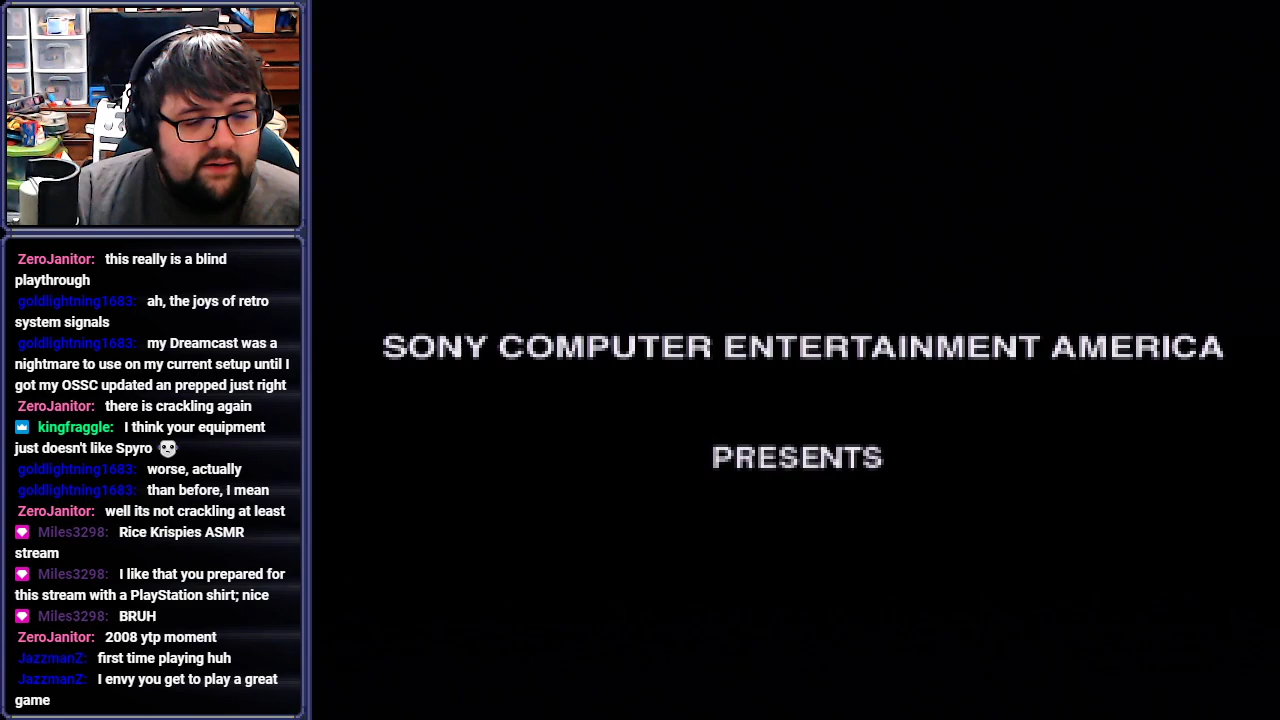 ZeroJanitor: this really is a blind
playthrough
goldlightning1683: ah, the joys of retro
system signals
goldlightning1683: my Dreamcast was a
nightmare to use on my current setup until I
got my OSSC updated an prepped just right
ZeroJanitor: there is crackling again
kingfraggle: I think your equipment
just doesn't like Spyro
goldlightning1683: worse, actually
goldlightning1683: than before, I mean
ZeroJanitor: well its not crackling at least
Miles3298: Rice Krispies ASMR
stream
Miles3298: I like that you prepared for
this stream with a PlayStation shirt; nice
Miles3298: BRUH
ZeroJanitor: 2008 ytp moment
JazzmanZ: first time playing huh
JazzmanZ: I envy you get to play a great
game
SONY COMPUTER ENTERTAINMENT AMERICA
PRESENTS